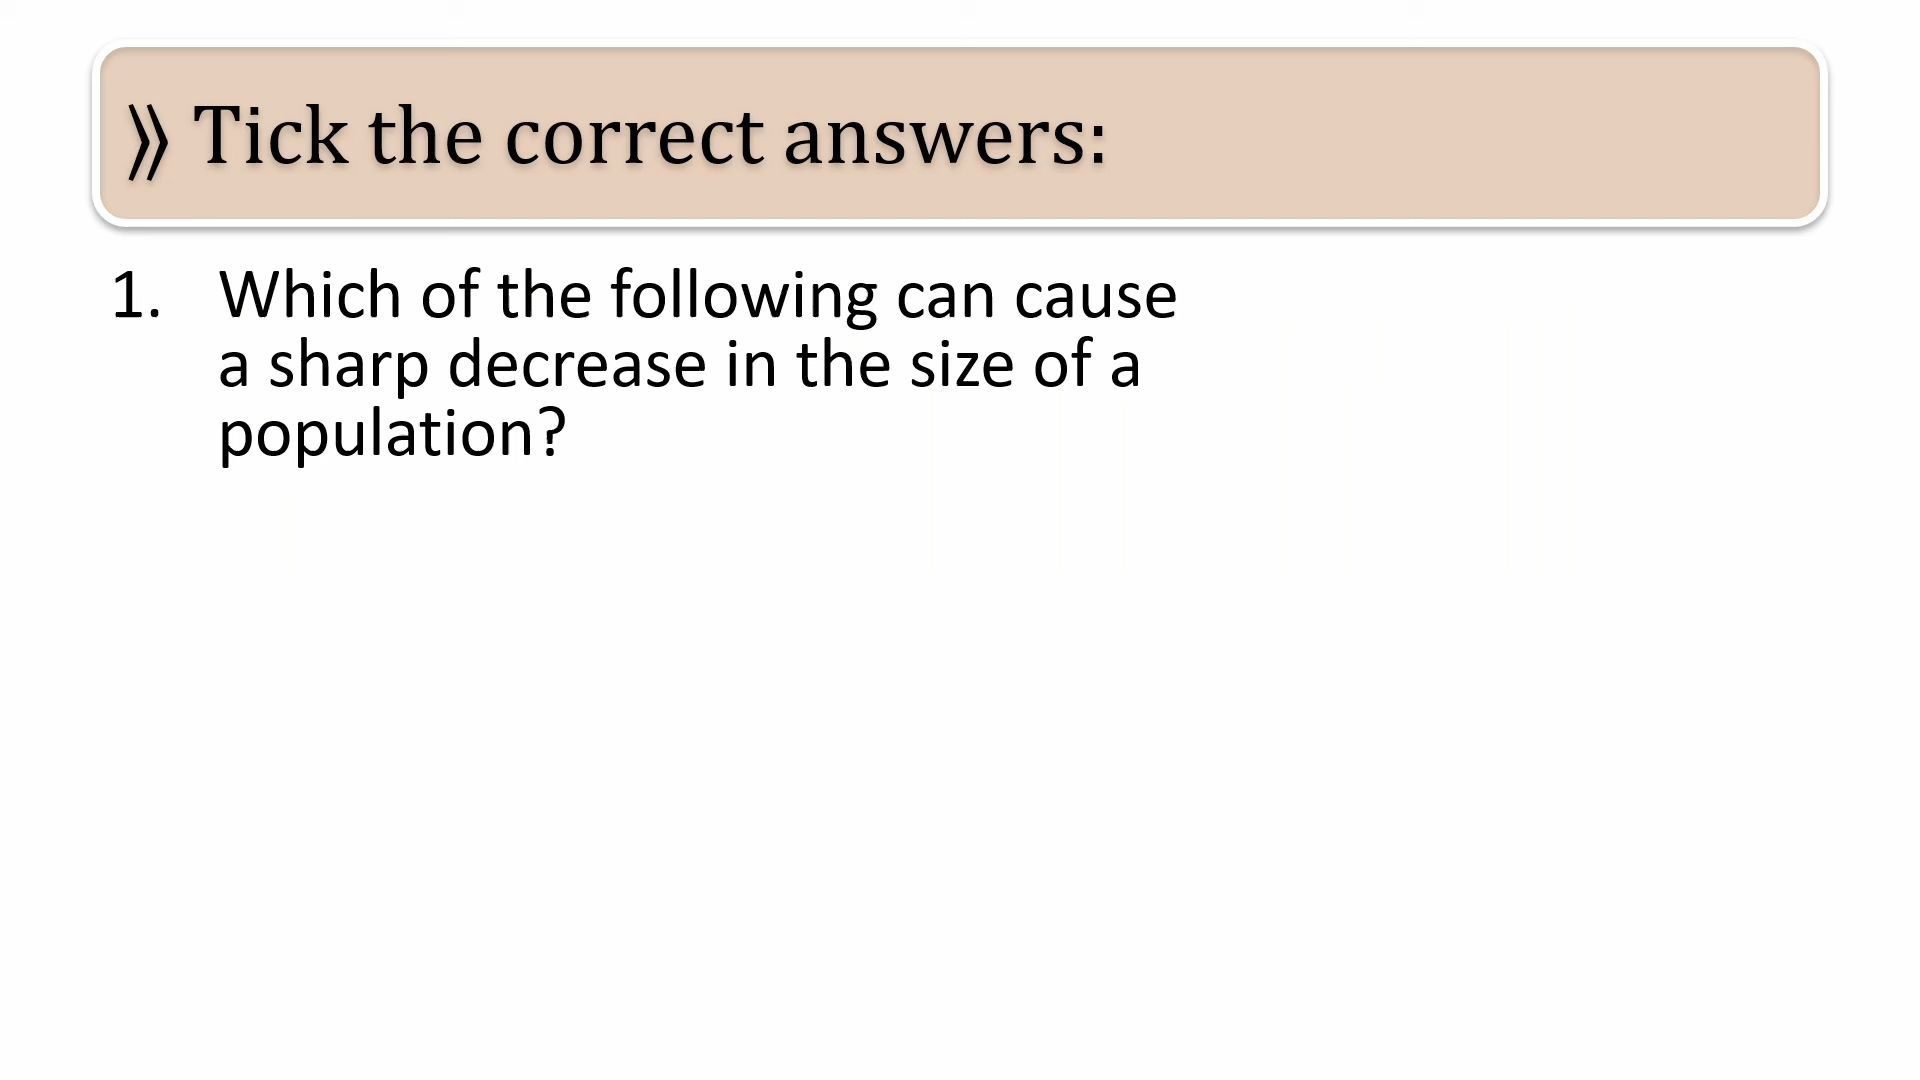 ⟫ Tick the correct answers:
1. Which of the following can cause
a sharp decrease in the size of a
population?